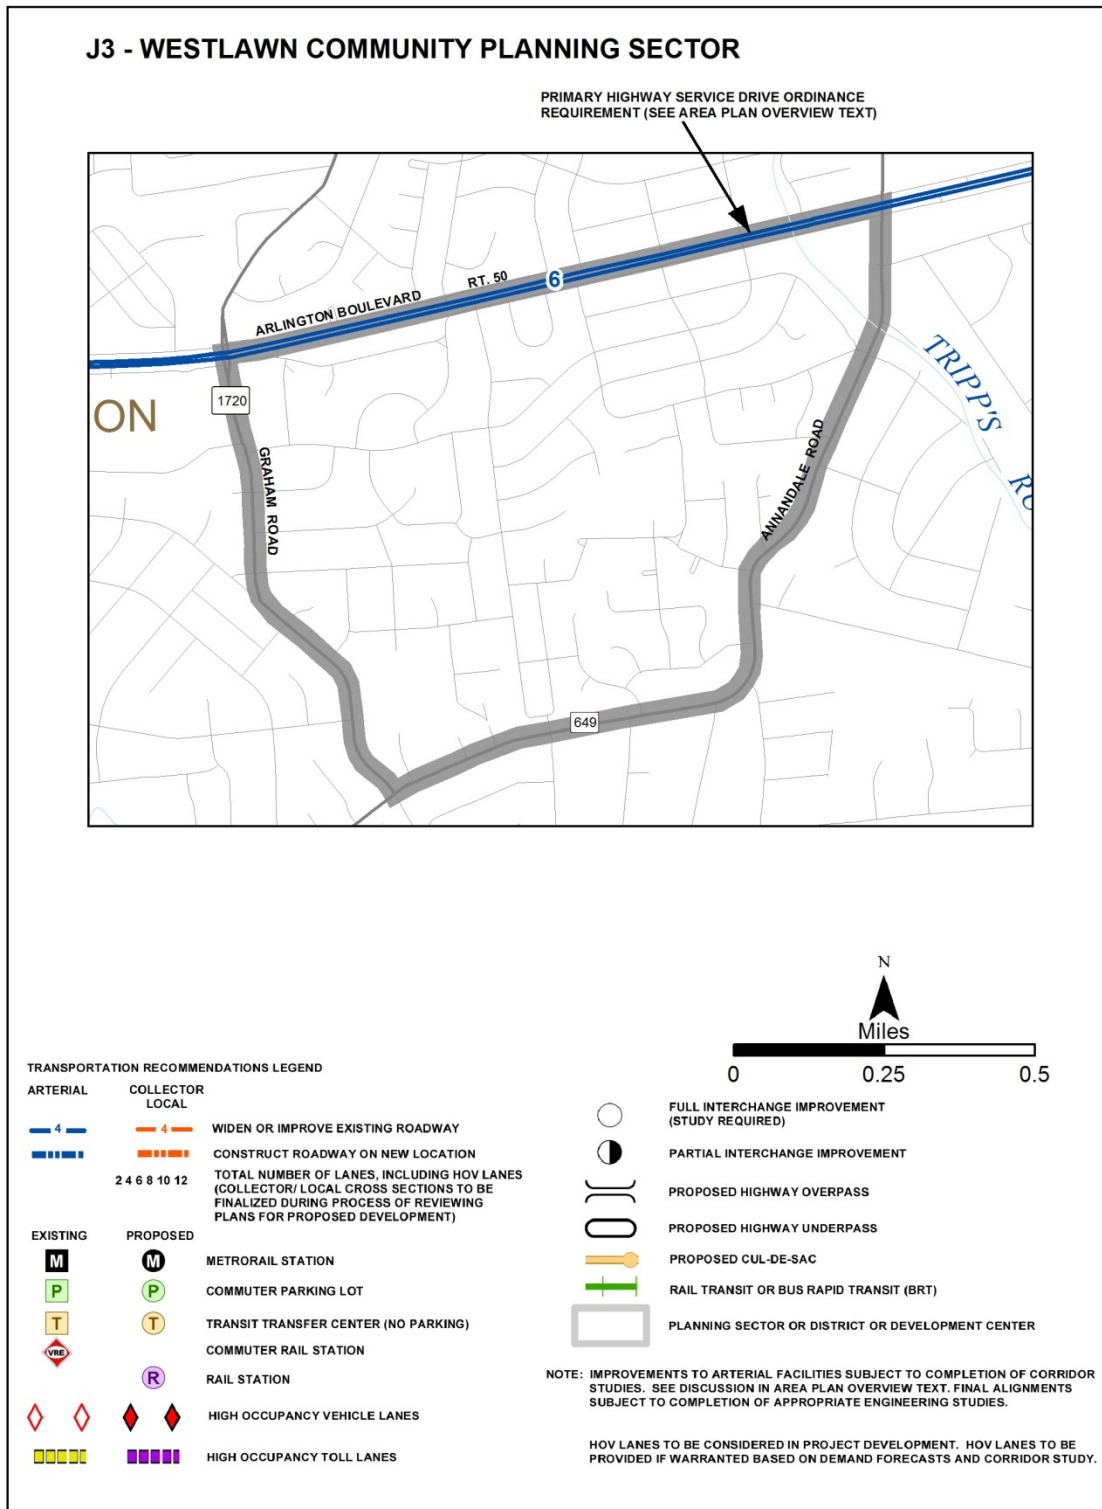 J3 - WESTLAWN COMMUNITY PLANNING SECTOR
PRIMARY HIGHWAY SERVICE DRIVE ORDINANCE
REQUIREMENT (SEE AREA PLAN OVERVIEW TEXT)
ARLINGTON BOULEVARD
RT. 50
6
1720
ON
GRAHAM ROAD
ANNANDALE ROAD
TRIPP'S
RU
649
N
Miles
0 0.25 0.5
TRANSPORTATION RECOMMENDATIONS LEGEND
ARTERIAL
COLLECTOR
LOCAL
4 4 WIDEN OR IMPROVE EXISTING ROADWAY
CONSTRUCT ROADWAY ON NEW LOCATION
2 4 6 8 10 12
TOTAL NUMBER OF LANES, INCLUDING HOV LANES
(COLLECTOR/ LOCAL CROSS SECTIONS TO BE
FINALIZED DURING PROCESS OF REVIEWING
PLANS FOR PROPOSED DEVELOPMENT)
EXISTING PROPOSED
M M METRORAIL STATION
P P COMMUTER PARKING LOT
T T TRANSIT TRANSFER CENTER (NO PARKING)
VRE COMMUTER RAIL STATION
R RAIL STATION
HIGH OCCUPANCY VEHICLE LANES
HIGH OCCUPANCY TOLL LANES
FULL INTERCHANGE IMPROVEMENT
(STUDY REQUIRED)
PARTIAL INTERCHANGE IMPROVEMENT
PROPOSED HIGHWAY OVERPASS
PROPOSED HIGHWAY UNDERPASS
PROPOSED CUL-DE-SAC
RAIL TRANSIT OR BUS RAPID TRANSIT (BRT)
PLANNING SECTOR OR DISTRICT OR DEVELOPMENT CENTER
NOTE: IMPROVEMENTS TO ARTERIAL FACILITIES SUBJECT TO COMPLETION OF CORRIDOR
STUDIES. SEE DISCUSSION IN AREA PLAN OVERVIEW TEXT. FINAL ALIGNMENTS
SUBJECT TO COMPLETION OF APPROPRIATE ENGINEERING STUDIES.
HOV LANES TO BE CONSIDERED IN PROJECT DEVELOPMENT. HOV LANES TO BE
PROVIDED IF WARRANTED BASED ON DEMAND FORECASTS AND CORRIDOR STUDY.